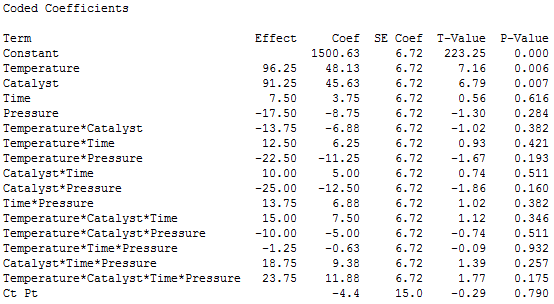 Coded Coefficients
Term Effect Coef SE Coef T-Value P-Value
Constant 1500.63 6.72 223.25 0.000
Temperature 96.25 48.13 6.72 7.16 0.006
Catalyst 91.25 45.63 6.72 6.79 0.007
Time 7.50 3.75 6.72 0.56 0.616
Pressure -17.50 -8.75 6.72 -1.30 0.284
Temperature*Catalyst -13.75 -6.88 6.72 -1.02 0.382
Temperature*Time 12.50 6.25 6.72 0.93 0.421
Temperature*Pressure -22.50 -11.25 6.72 -1.67 0.193
Catalyst*Time 10.00 5.00 6.72 0.74 0.511
Catalyst*Pressure -25.00 -12.50 6.72 -1.86 0.160
Time*Pressure 13.75 6.88 6.72 1.02 0.382
Temperature*Catalyst*Time 15.00 7.50 6.72 1.12 0.346
Temperature*Catalyst*Pressure -10.00 -5.00 6.72 -0.74 0.511
Temperature*Time*Pressure -1.25 -0.63 6.72 -0.09 0.932
Catalyst*Time*Pressure 18.75 9.38 6.72 1.39 0.257
Temperature*Catalyst*Time*Pressure 23.75 11.88 6.72 1.77 0.175
Ct Pt -4.4 15.0 -0.29 0.790